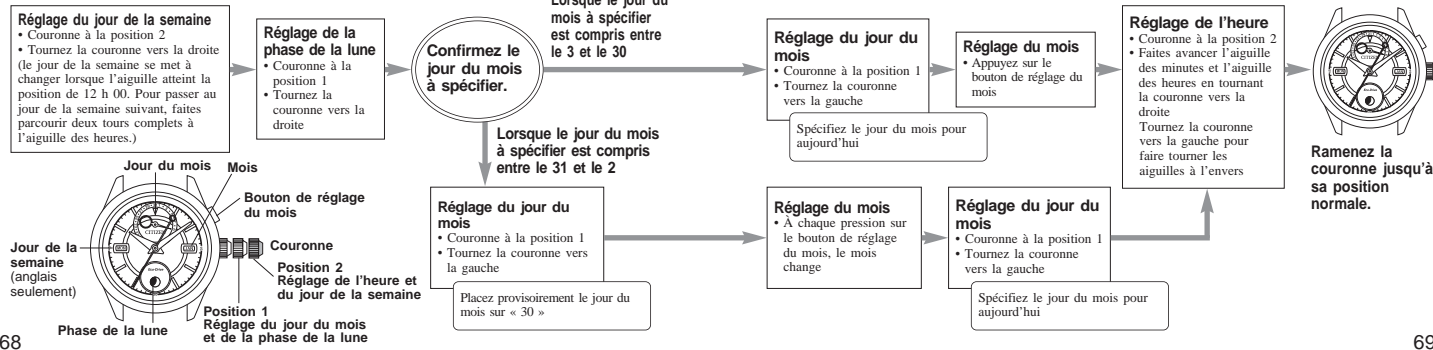 Réglage du jour de la semaine
• Couronne à la position 2
• Tournez la couronne vers la droite
(le jour de la semaine se met à
changer lorsque l'aiguille atteint la
position de 12 h 00. Pour passer au
jour de la semaine suivant, faites
parcourir deux tours complets à
l'aiguille des heures.)
Réglage de la
phase de la lune
• Couronne à la
position 1
• Tournez la
couronne vers la
droite
Confirmez le
jour du mois
à spécifier.
Lorsque le jour du
mois à spécifier
est compris entre
le 3 et le 30
Réglage du jour du
mois
• Couronne à la position 1
• Tournez la couronne
vers la gauche
Spécifiez le jour du mois pour
aujourd'hui
Réglage du mois
• Appuyez sur le
bouton de réglage du
mois
Réglage de l'heure
• Couronne à la position 2
• Faites avancer l'aiguille
des minutes et l'aiguille
des heures en tournant
la couronne vers la
droite
Tournez la couronne
vers la gauche pour
faire tourner les
aiguilles à l'envers
Ramenez la
couronne jusqu'à
sa position
normale.
Lorsque le jour du mois
à spécifier est compris
entre le 31 et le 2
Réglage du jour du
mois
• Couronne à la position 1
• Tournez la couronne vers
la gauche
Placez provisoirement le jour du
mois sur « 30 »
Réglage du mois
• À chaque pression sur
le bouton de réglage
du mois, le mois
change
Réglage du jour du
mois
• Couronne à la position 1
• Tournez la couronne
vers la gauche
Spécifiez le jour du mois pour
aujourd'hui
Jour du mois
Mois
Bouton de réglage
du mois
Couronne
Jour de la
semaine
(anglais
seulement)
CITIZEN
Eco-Drive
Position 2
Réglage de l'heure et
du jour de la semaine
Position 1
Réglage du jour du mois
et de la phase de la lune
Phase de la lune
68
69